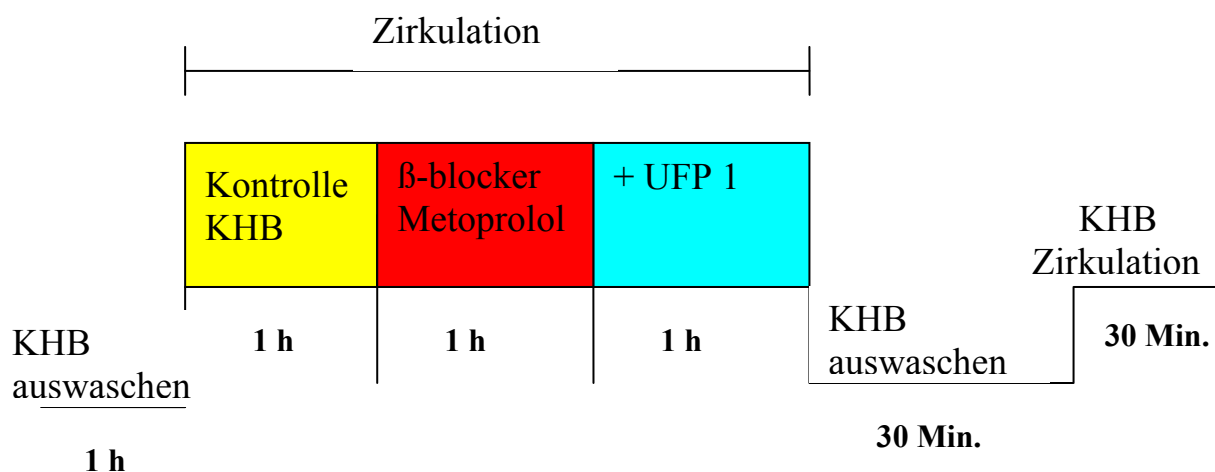 Zirkulation
Kontrolle
KHB
ß-blocker
Metoprolol
+ UFP 1
KHB
Zirkulation
KHB
auswaschen
1 h
1 h
1 h
KHB
auswaschen
30 Min.
1 h
30 Min.